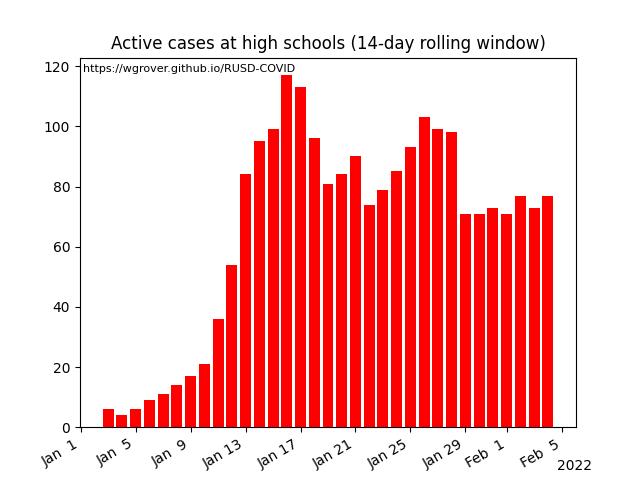 Active cases at high schools (14-day rolling window)
https://wgrover.github.io/RUSD-COVID
120
100
80
60
40
20
0
Jan 1
Jan 5
Jan 9
Jan 13
Jan 17
Jan 21
Jan 25
Jan 29
Feb 1
Feb 5
2022